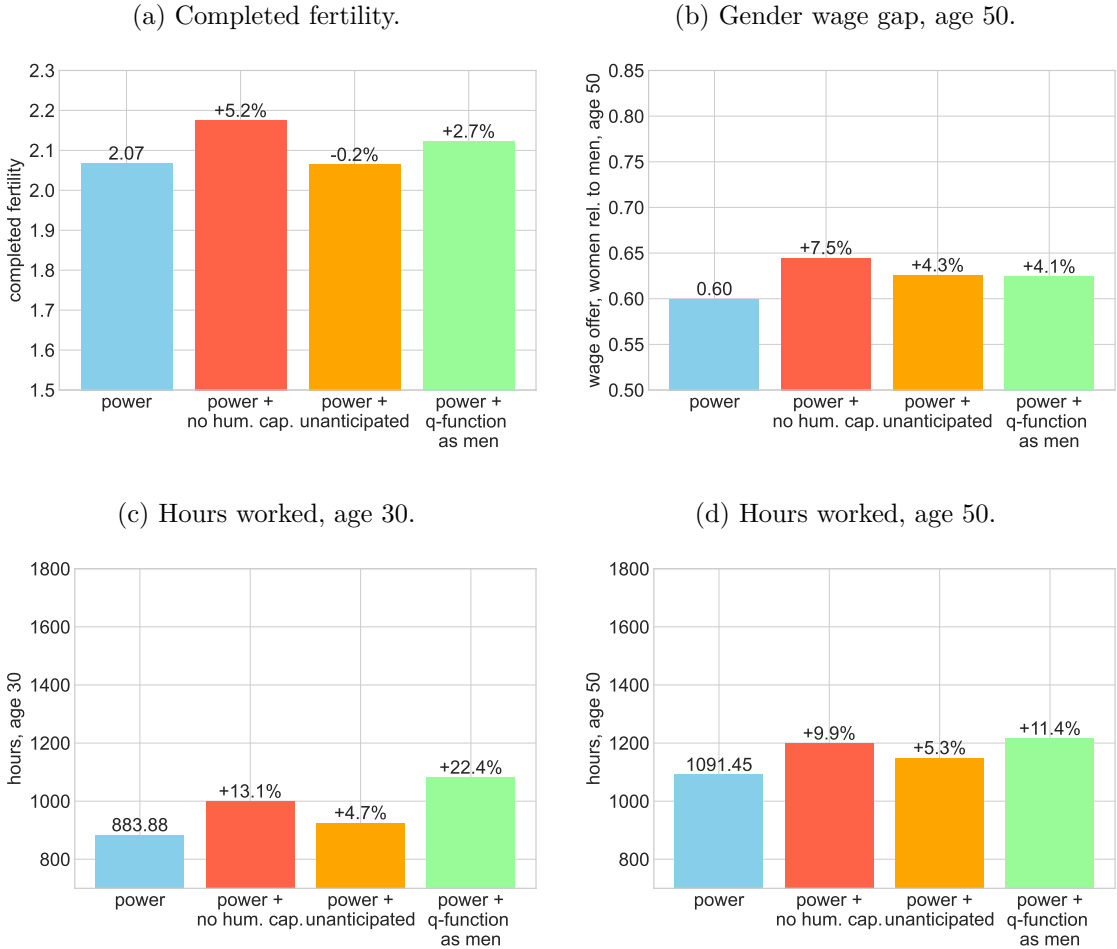 (a) Completed fertility.
completed fertility
2.3
2.2
2.1
2.0
1.9
1.8
1.7
1.6
1.5
2.07
+5.2%
-0.2%
+2.7%
power
power +
no hum. cap.
power +
unanticipated
power +
q-function
as men
(b) Gender wage gap, age 50.
wage offer, women rel. to men, age 50
0.85
0.80
0.75
0.70
0.65
0.60
0.55
0.50
0.60
+7.5%
+4.3%
+4.1%
power
power +
no hum. cap.
power +
unanticipated
power +
q-function
as men
(c) Hours worked, age 30.
hours, age 30
1800
1600
1400
1200
1000
800
883.88
+13.1%
+4.7%
+22.4%
power
power +
no hum. cap.
power +
unanticipated
power +
q-function
as men
(d) Hours worked, age 50.
hours, age 50
1800
1600
1400
1200
1000
800
1091.45
+9.9%
+5.3%
+11.4%
power
power +
no hum. cap.
power +
unanticipated
power +
q-function
as men